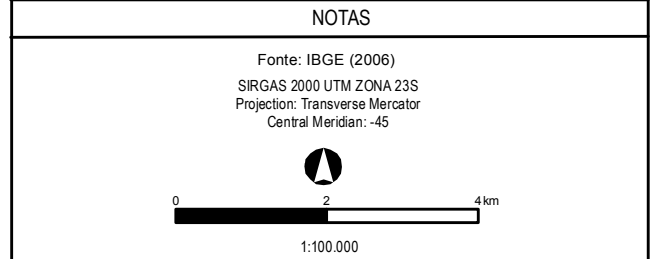 NOTAS
Fonte: IBGE (2006)
SIRGAS 2000 UTM ZONA 23S
Projection: Transverse Mercator
Central Meridian: -45
0 2 4 km
1:100.000